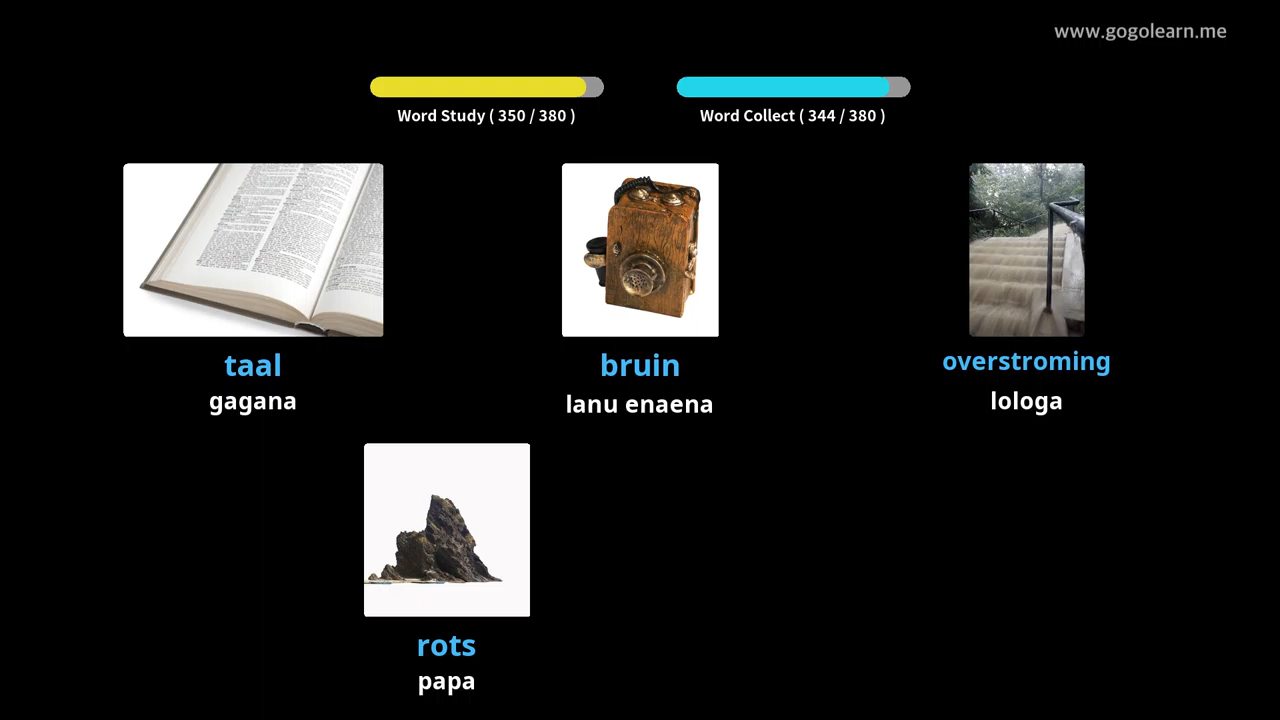 www.gogolearn.me
Word Study ( 350 / 380 )
Word Collect ( 344 / 380 )
taal
gagana
bruin
lanu enaena
overstroming
lologa
rots
papa